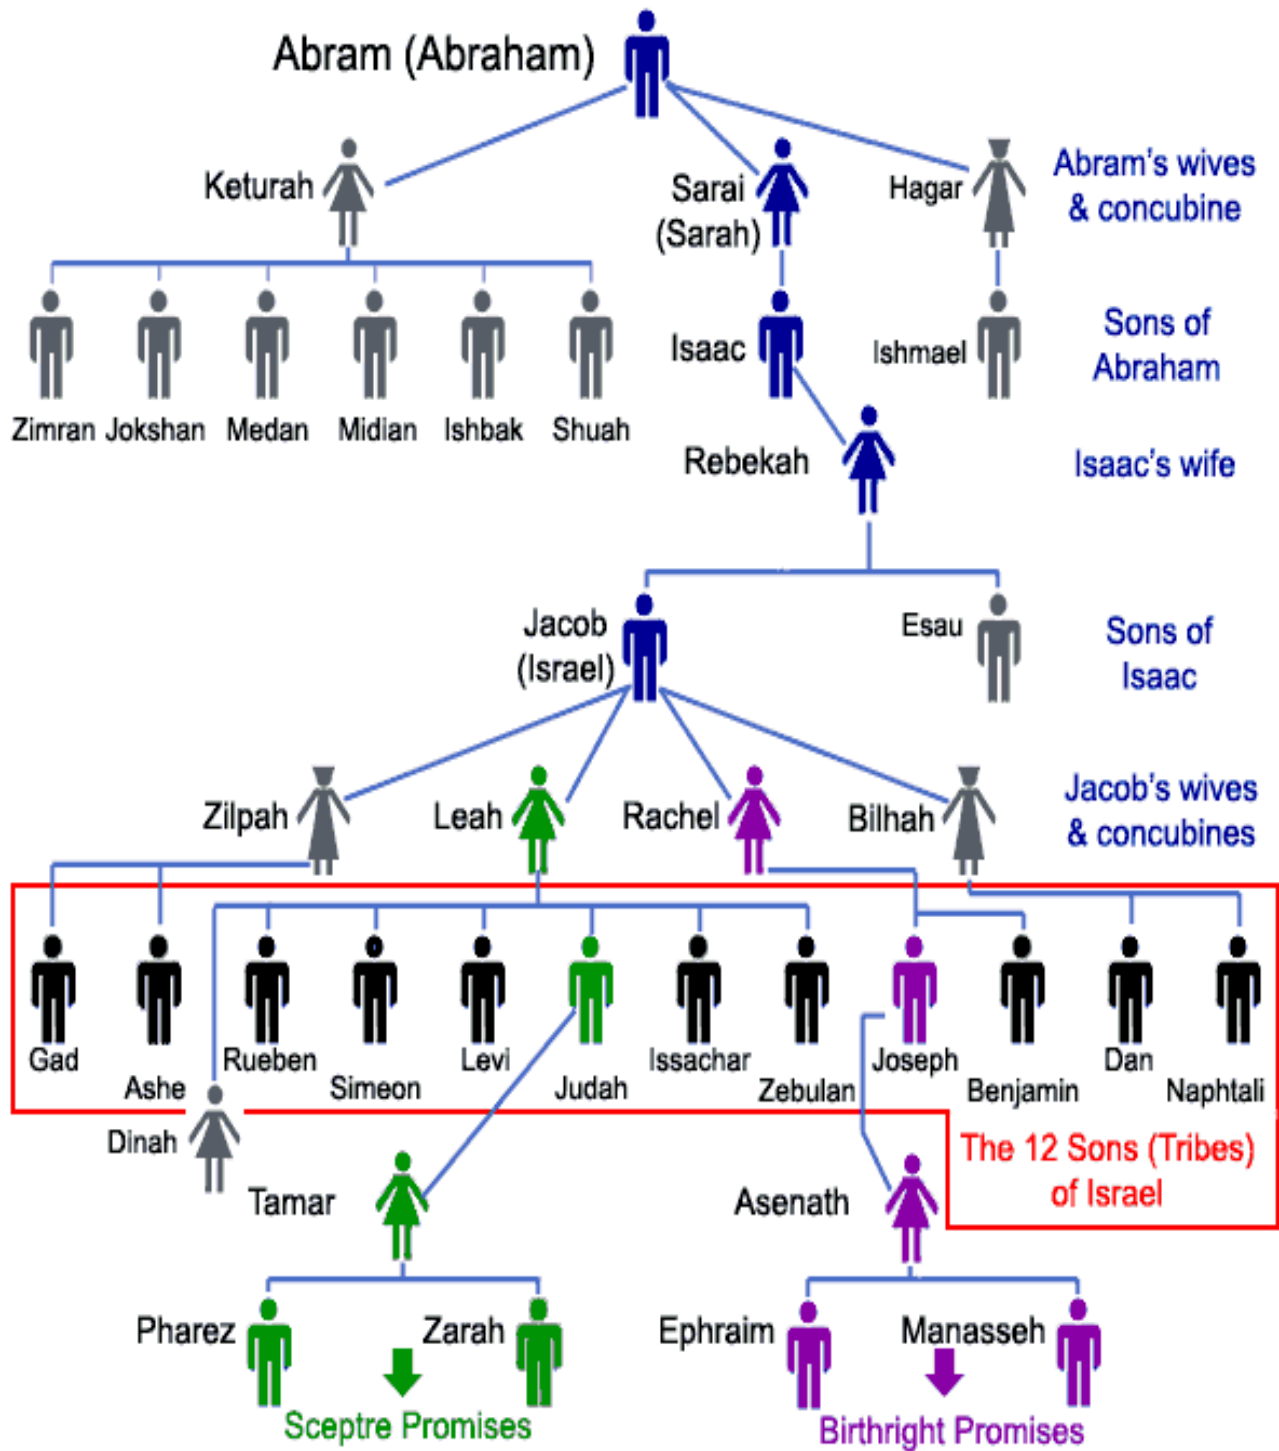 Abram (Abraham)
Keturah
Sarai
(Sarah)
Hagar
Abram's wives
& concubine
Zimran Jokshan Medan Midian Ishbak Shuah
Isaac
Ishmael
Sons of
Abraham
Rebekah
Isaac's wife
Jacob
(Israel)
Esau
Sons of
Isaac
Zilpah
Leah
Rachel
Bilhah
Jacob's wives
& concubines
Gad
Ashe
Rueben
Simeon
Levi
Judah
Issachar
Zebulan
Joseph
Benjamin
Dan
Naphtali
Dinah
The 12 Sons (Tribes)
of Israel
Tamar
Asenath
Pharez
Zarah
Ephraim
Manasseh
Sceptre Promises
Birthright Promises